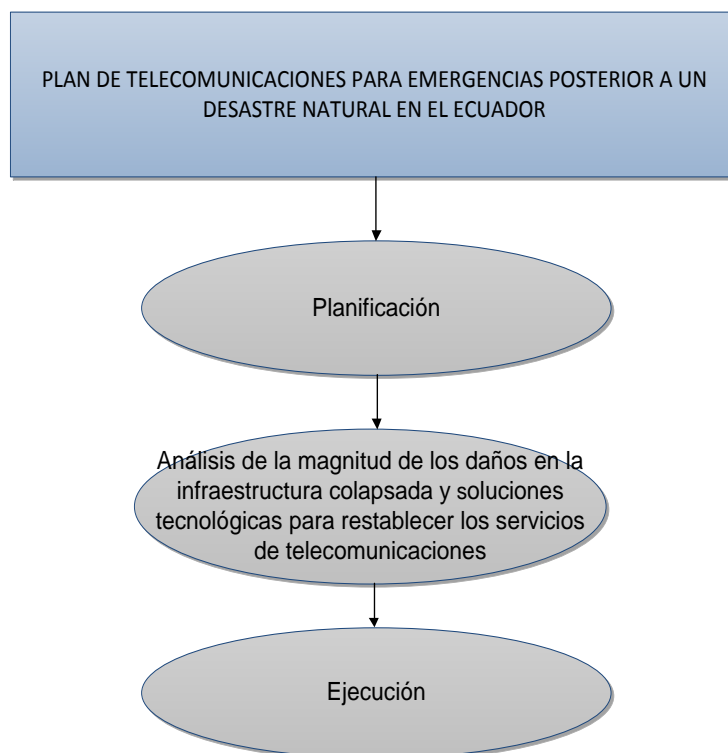 PLAN DE TELECOMUNICACIONES PARA EMERGENCIAS POSTERIOR A UN
DESASTRE NATURAL EN EL ECUADOR
Planificación
Análisis de la magnitud de los daños en la
infraestructura colapsada y soluciones
tecnológicas para restablecer los servicios
de telecomunicaciones
Ejecución